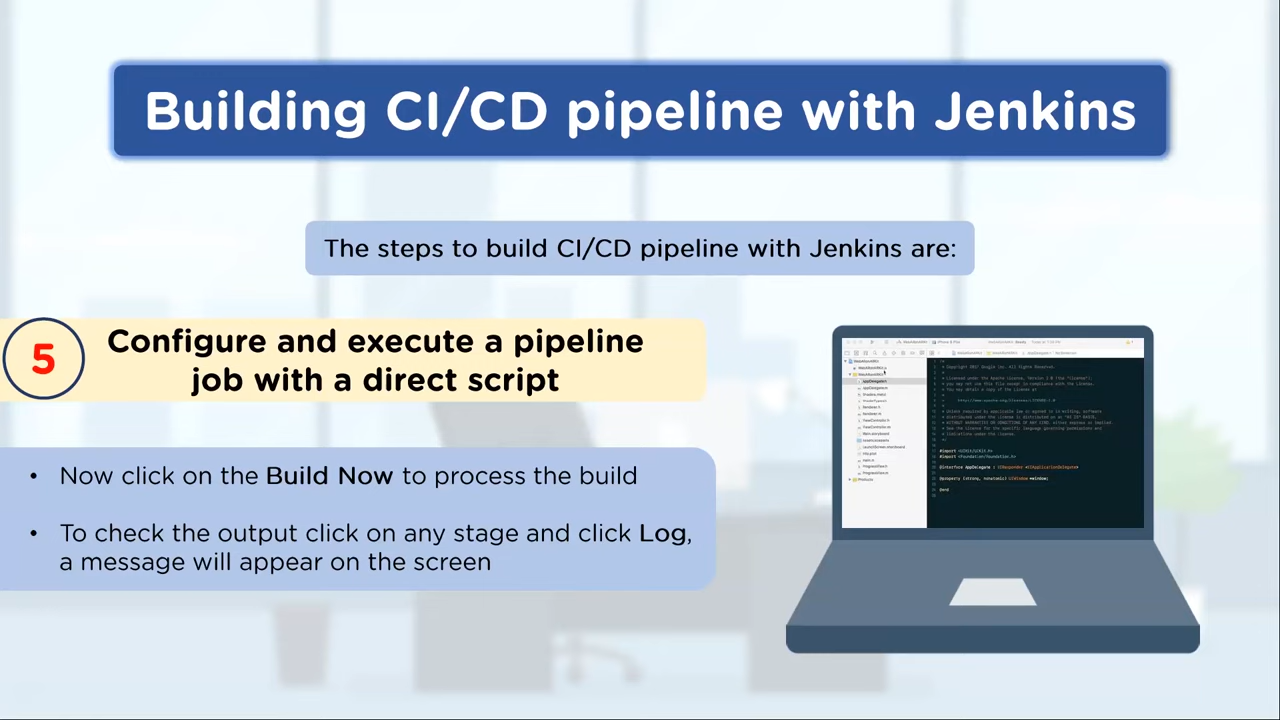 Building CI/CD pipeline with Jenkins
The steps to build CI/CD pipeline with Jenkins are:
5
Configure and execute a pipeline
job with a direct script
• Now click on the Build Now to process the build
• To check the output click on any stage and click Log,
a message will appear on the screen